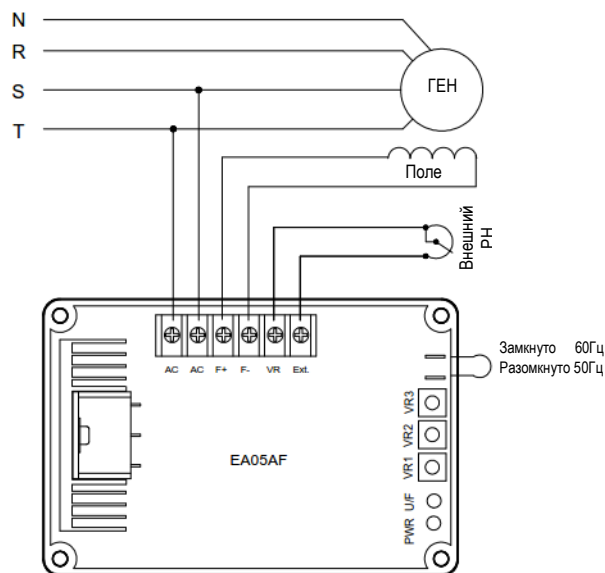 N
R
S
T
ГЕН
Поле
Внешний
РН
AC AC F+ F- VR Ext.
Замкнуто 60Гц
Разомкнуто 50Гц
VR3
VR2
VR1
EA05AF
U/F
PWR